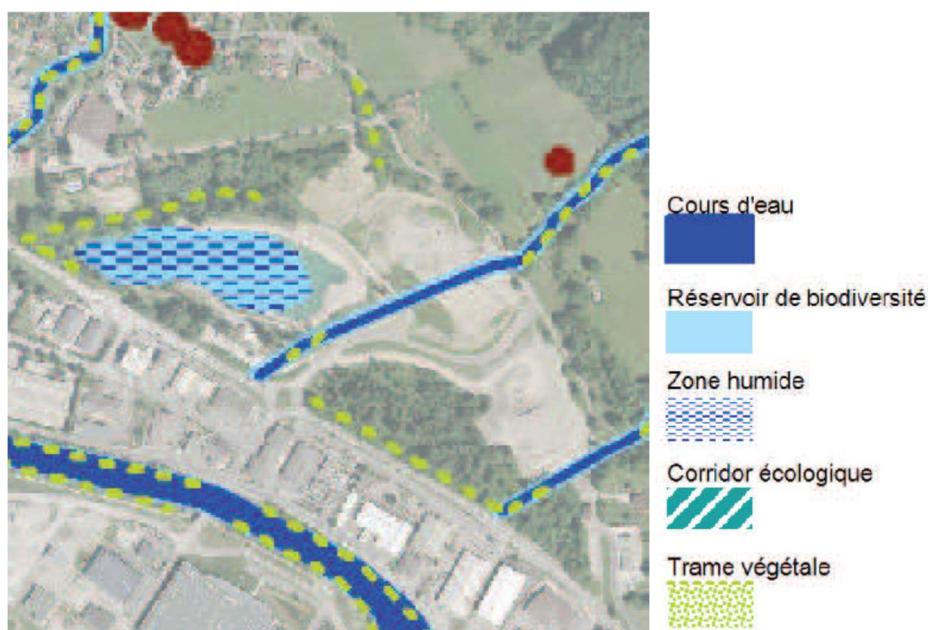 Cours d'eau
Réservoir de biodiversité
Zone humide
Corridor écologique
Trame végétale